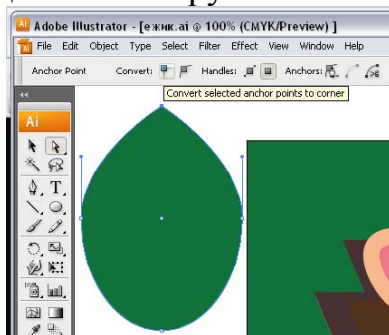 Adobe Illustrator - [ежик.ai @ 100% (CMYK/Preview) ]
File Edit Object Type Select Filter Effect View Window Help
Anchor Point Convert: Handles: Anchors:
Convert selected anchor points to corner
Ai
T